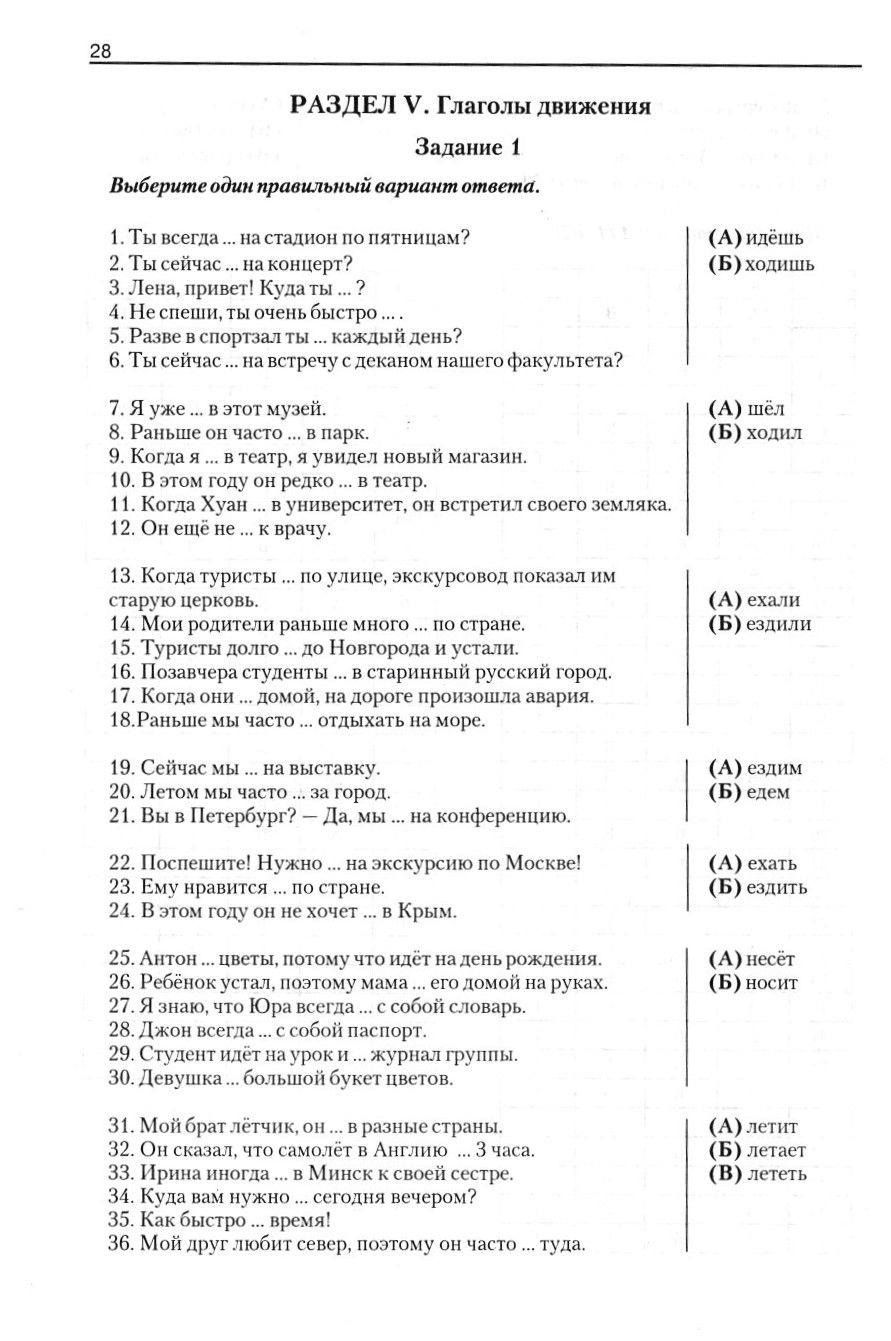 28
РАЗДЕЛ V. Глаголы движения
Задание 1
Выберите один правильный вариант ответа.
1. Ты всегда ... на стадион по пятницам?
(А) идёшь
2. Ты сейчас ... на концерт?
(Б) ходишь
3. Лена, привет! Куда ты ... ?
4. Не спеши, ты очень быстро ... .
5. Разве в спортзал ты ... каждый день?
6. Ты сейчас ... на встречу с деканом нашего факультета?
7. Я уже ... в этот музей.
(А) шёл
8. Раньше он часто ... в парк.
(Б) ходил
9. Когда я ... в театр, я увидел новый магазин.
10. В этом году он редко ... в театр.
11. Когда Хуан ... в университет, он встретил своего земляка.
12. Он ещё не ... к врачу.
13. Когда туристы ... по улице, экскурсовод показал им
старую церковь.
(А) ехали
14. Мои родители раньше много ... по стране.
(Б) ездили
15. Туристы долго ... до Новгорода и устали.
16. Позавчера студенты ... в старинный русский город.
17. Когда они ... домой, на дороге произошла авария.
18.Раньше мы часто ... отдыхать на море.
19. Сейчас мы ... на выставку.
(А) ездим
20. Летом мы часто ... за город.
(Б) едем
21. Вы в Петербург? — Да, мы ... на конференцию.
22. Поспешите! Нужно ... на экскурсию по Москве!
(А) ехать
23. Ему нравится ... по стране.
(Б) ездить
24. В этом году он не хочет ... в Крым.
25. Антон ... цветы, потому что идёт на день рождения.
(А) несёт
26. Ребёнок устал, поэтому мама ... его домой на руках.
(Б) носит
27. Я знаю, что Юра всегда ... с собой словарь.
28. Джон всегда ... с собой паспорт.
29. Студент идёт на урок и ... журнал группы.
30. Девушка ... большой букет цветов.
31. Мой брат лётчик, он ... в разные страны.
(А) летит
32. Он сказал, что самолёт в Англию ... 3 часа.
(Б) летает
33. Ирина иногда ... в Минск к своей сестре.
(В) лететь
34. Куда вам нужно ... сегодня вечером?
35. Как быстро ... время!
36. Мой друг любит север, поэтому он часто ... туда.